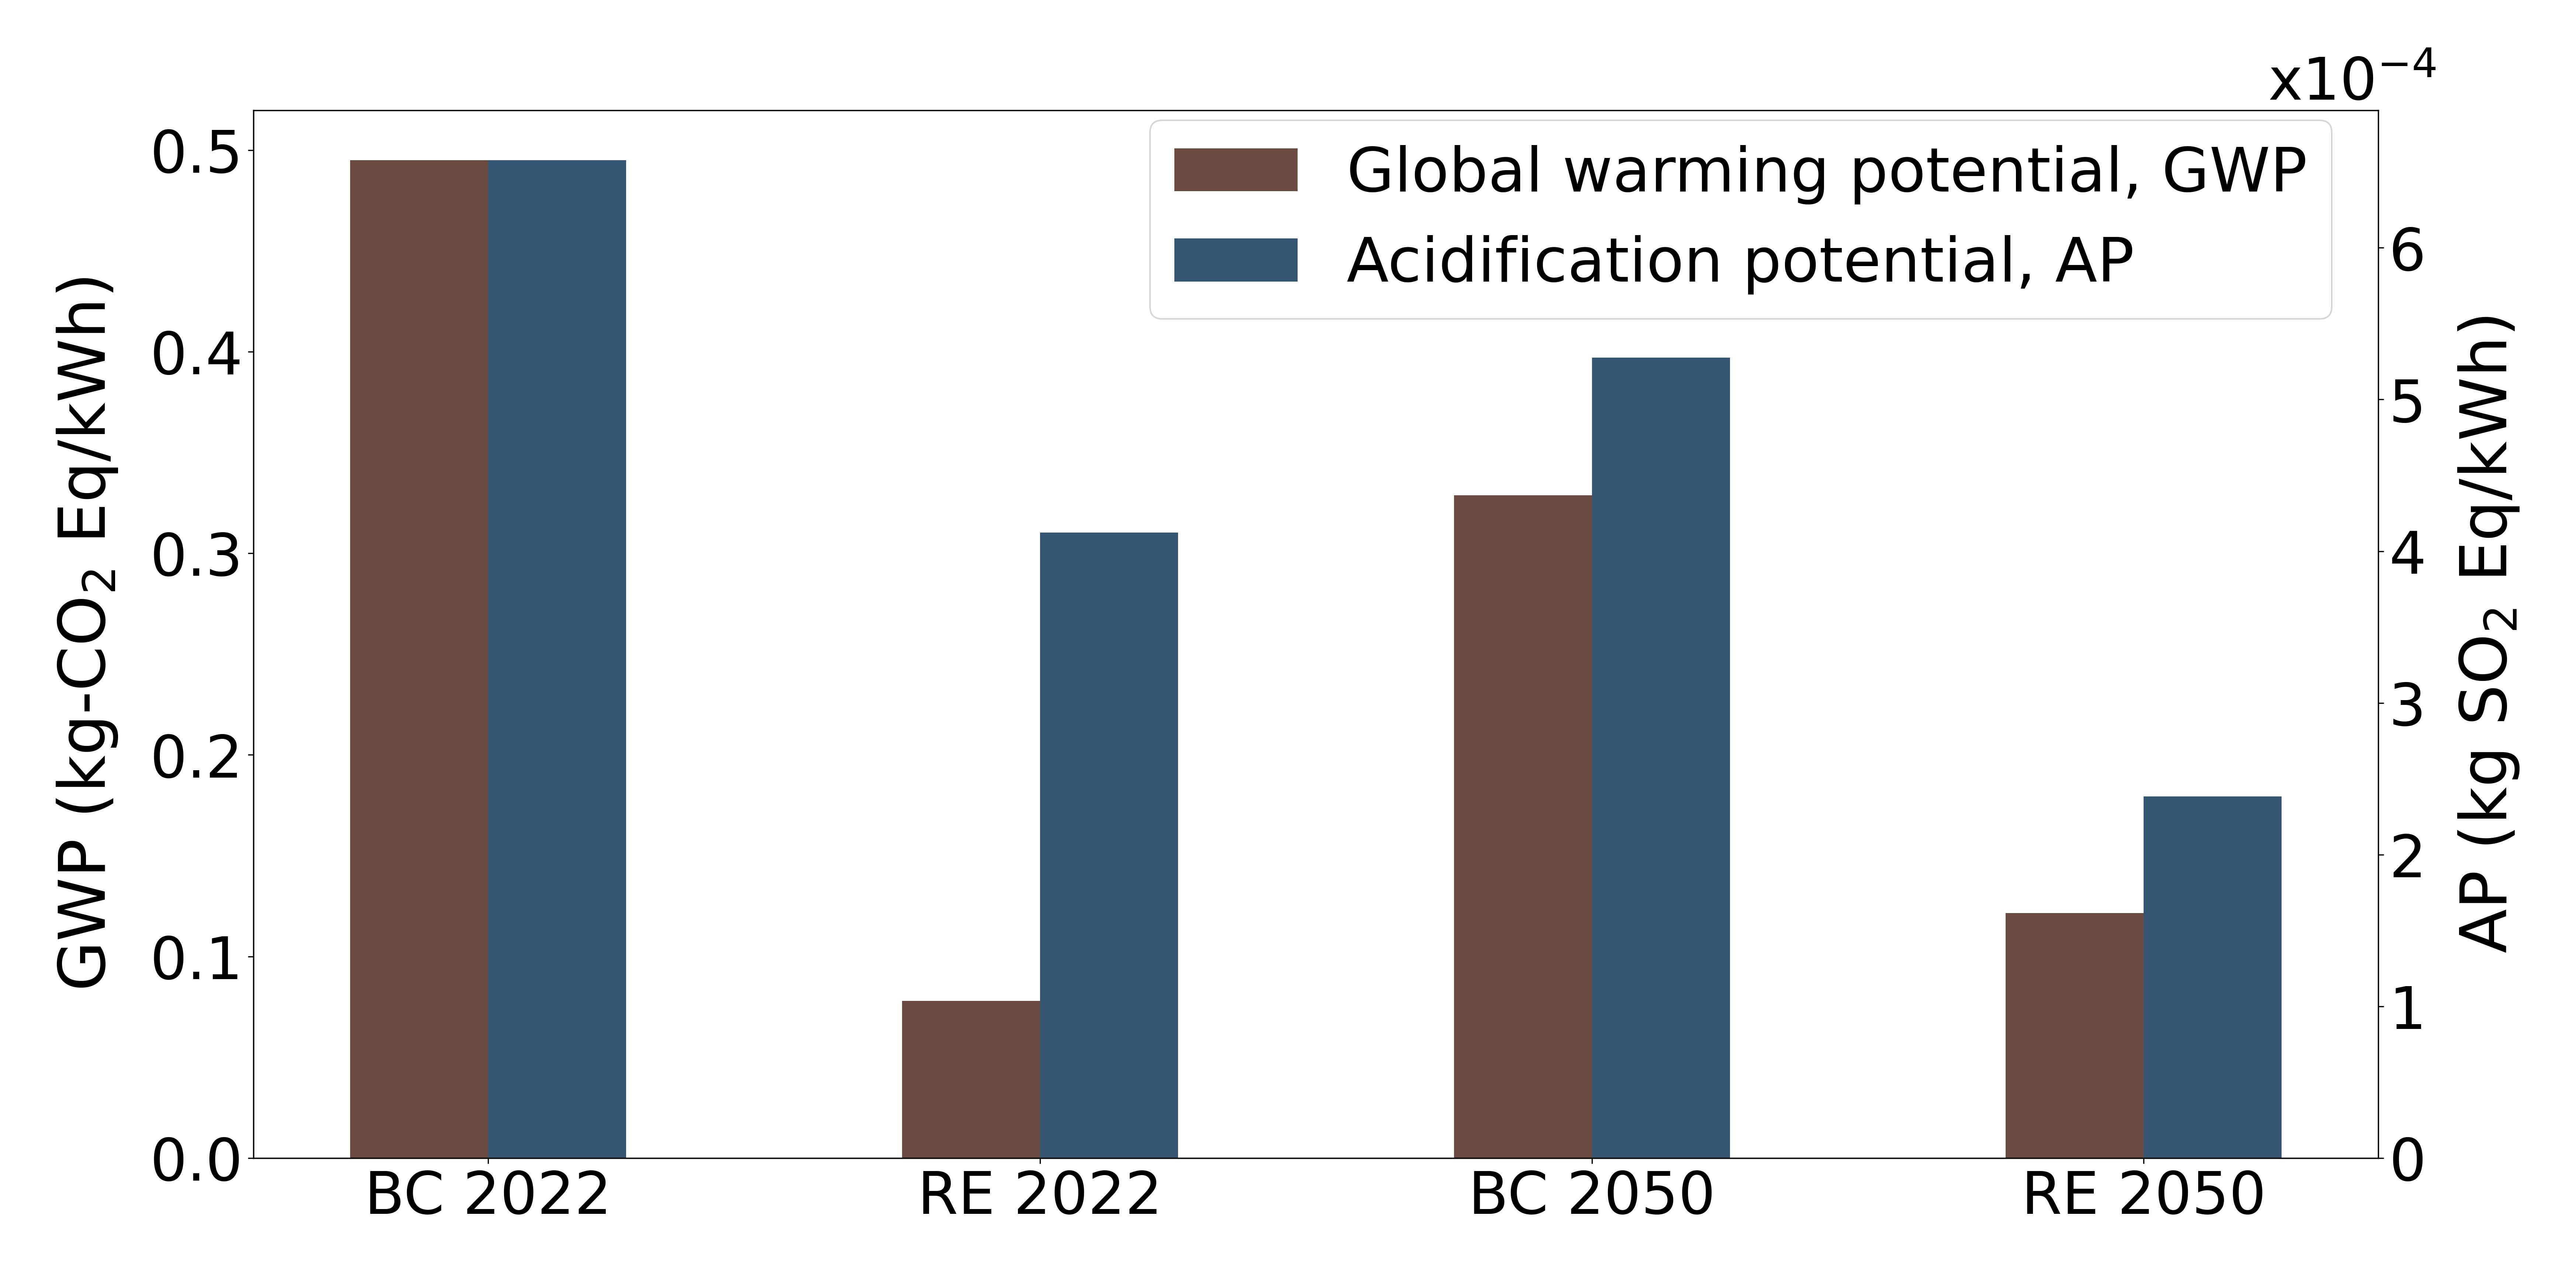 x10−4
Global warming potential, GWP
Acidification potential, AP
GWP (kg-CO2 Eq/kWh)
0.5
0.4
0.3
0.2
0.1
0.0
6
5
4
3
2
1
0
AP (kg SO2 Eq/kWh)
BC 2022 RE 2022 BC 2050 RE 2050